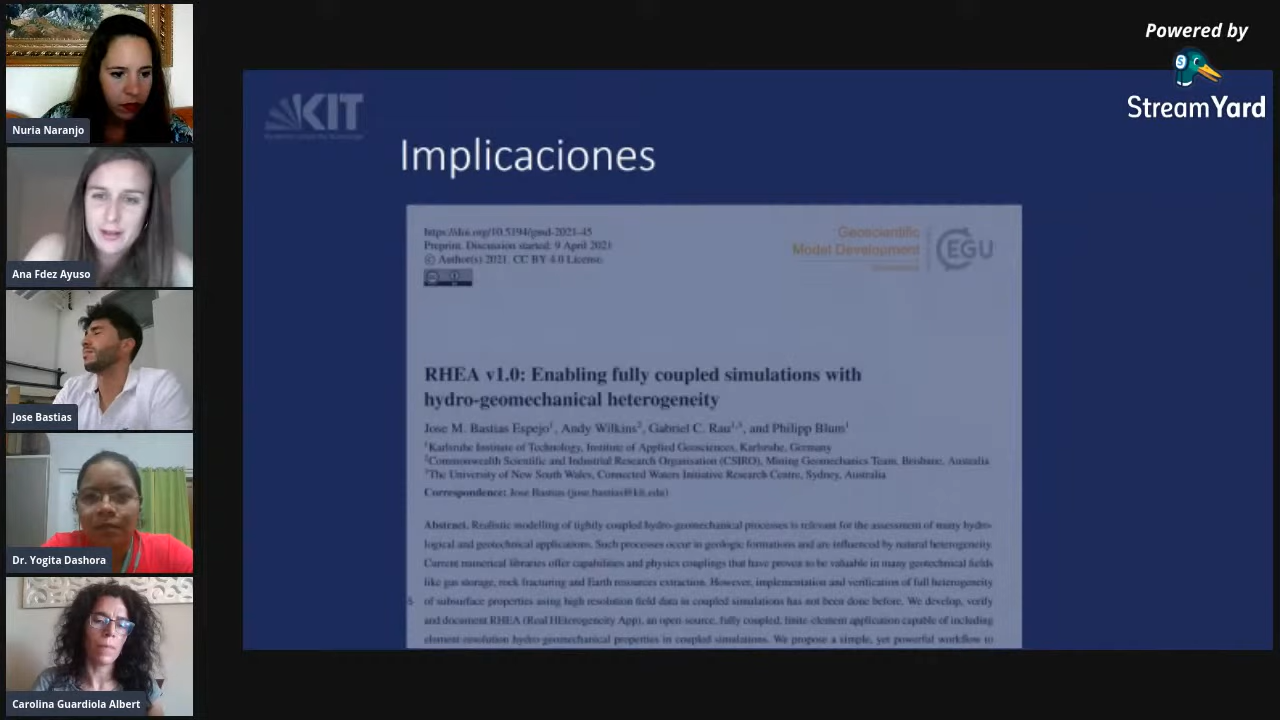 Nuria Naranjo
Ana Fdez Ayuso
Jose Bastias
Dr. Yogita Dashora
Carolina Guardiola Albert
Powered by
StreamYard
KIT
Implicaciones
https://doi.org/10.5194/gmd-2021-45
Preprint. Discussion started: 9 April 2021
© Author(s) 2021. CC BY 4.0 License.
Geoscientific
Model Development
EGU
RHEA v1.0: Enabling fully coupled simulations with
hydro-geomechanical heterogeneity
Jose M. Bastias Espejo¹, Andy Wilkins², Gabriel C. Rau¹,³, and Philipp Blum¹
¹Karlsruhe Institute of Technology, Institute of Applied Geosciences, Karlsruhe, Germany
²Commonwealth Scientific and Industrial Research Organisation (CSIRO), Mining Geomechanics Team, Brisbane, Australia
³The University of New South Wales, Connected Waters Initiative Research Centre, Sydney, Australia
Correspondence: Jose Bastias (jose.bastias@kit.edu)
Abstract. Realistic modelling of tightly coupled hydro-geomechanical processes is relevant for the assessment of many hydro-
logical and geotechnical applications. Such processes occur in geologic formations and are influenced by natural heterogeneity.
Current numerical libraries offer capabilities and physics couplings that have proven to be valuable in many geotechnical fields
like gas storage, rock fracturing and Earth resources extraction. However, implementation and verification of full heterogeneity
5 of subsurface properties using high resolution field data in coupled simulations has not been done before. We develop, verify
and document RHEA (Real HEterogeneity App), an open-source, fully coupled, finite-element application capable of including
element-resolution hydro-geomechanical properties in coupled simulations. We propose a simple, yet powerful workflow to